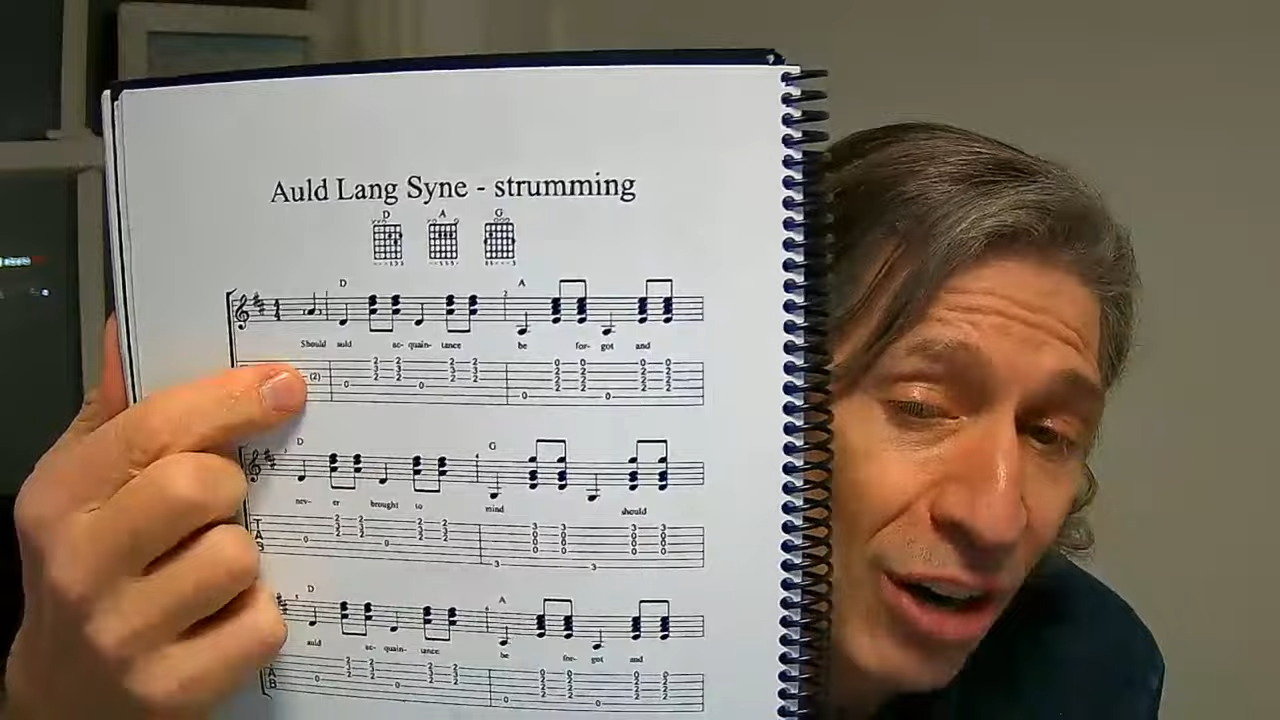 Auld Lang Syne - strumming
D A G
D A
Should auld ac- quain- tance be for- got and
D G
nev- er brought to mind should
D A
auld ac- quain- tance be for- got and